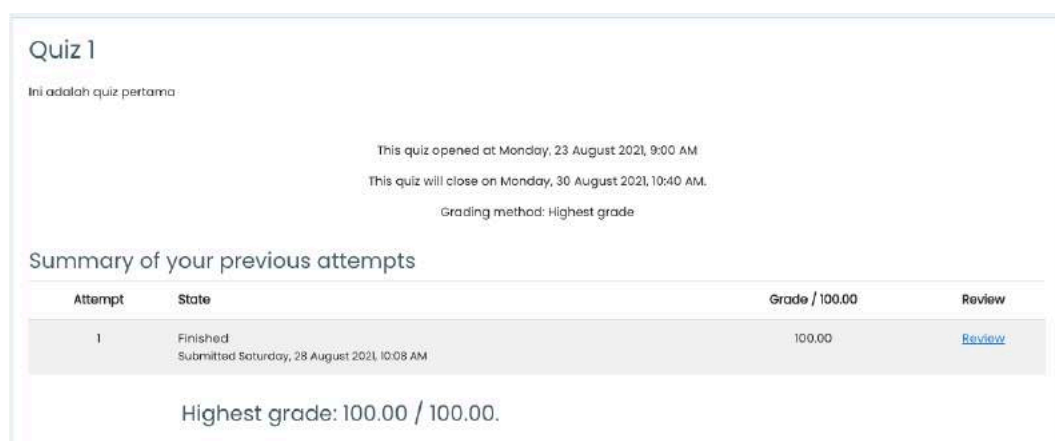 Quiz 1
Ini adalah quiz pertama
This quiz opened at Monday, 23 August 2021, 9:00 AM
This quiz will close on Monday, 30 August 2021, 10:40 AM.
Grading method: Highest grade
Summary of your previous attempts
Attempt State Grade / 100.00 Review
1 Finished 100.00 Review
Submitted Saturday, 28 August 2021, 10:08 AM
Highest grade: 100.00 / 100.00.